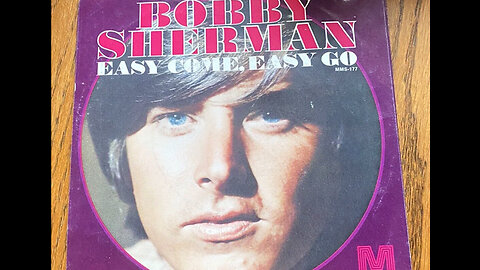 BOBBY
SHERMAN
EASY COME, EASY GO
MMS-177
M